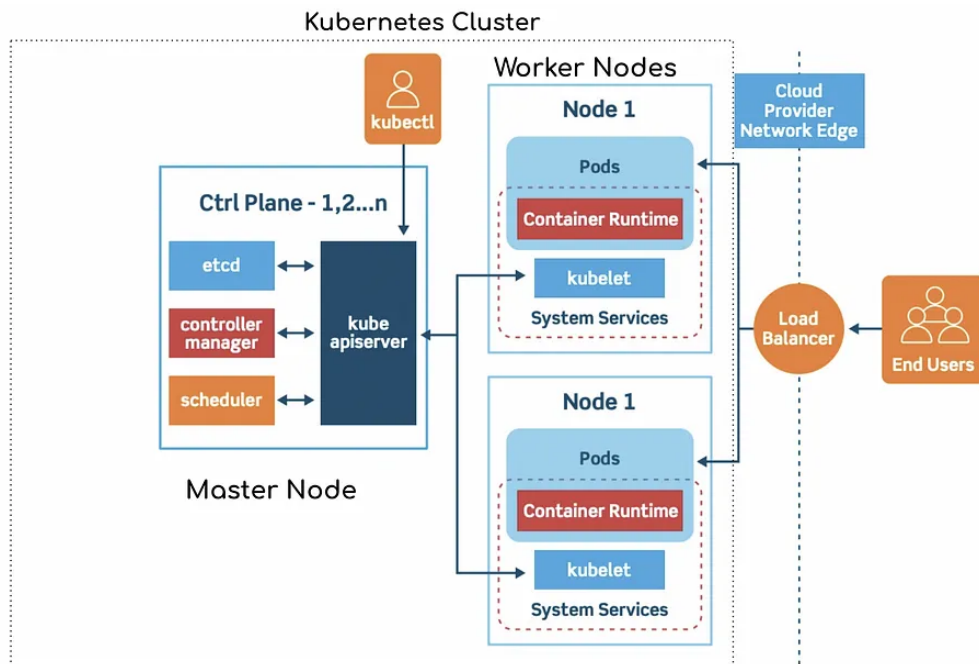 Kubernetes Cluster
kubectl
Ctrl Plane - 1,2...n
etcd
controller
manager
scheduler
kube
apiserver
Master Node
Worker Nodes
Node 1
Pods
Container Runtime
kubelet
System Services
Node 1
Pods
Container Runtime
kubelet
System Services
Cloud
Provider
Network Edge
Load
Balancer
End Users